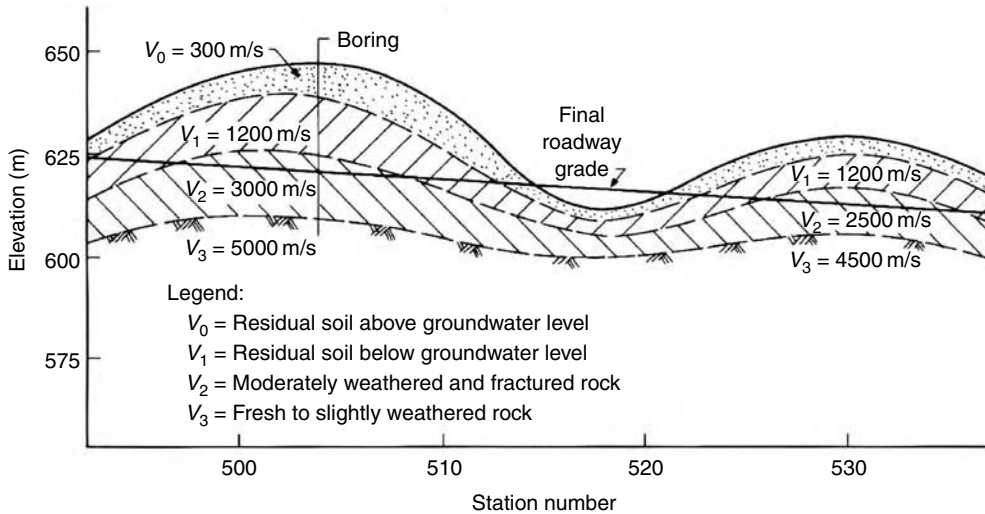 650
V₀ = 300 m/s
Boring
Final
roadway
grade
V₁ = 1200 m/s
625
V₁ = 1200 m/s
V₂ = 3000 m/s
V₂ = 2500 m/s
Elevation (m)
600
V₃ = 5000 m/s
V₃ = 4500 m/s
Legend:
V₀ = Residual soil above groundwater level
V₁ = Residual soil below groundwater level
575
V₂ = Moderately weathered and fractured rock
V₃ = Fresh to slightly weathered rock
500
510
520
530
Station number